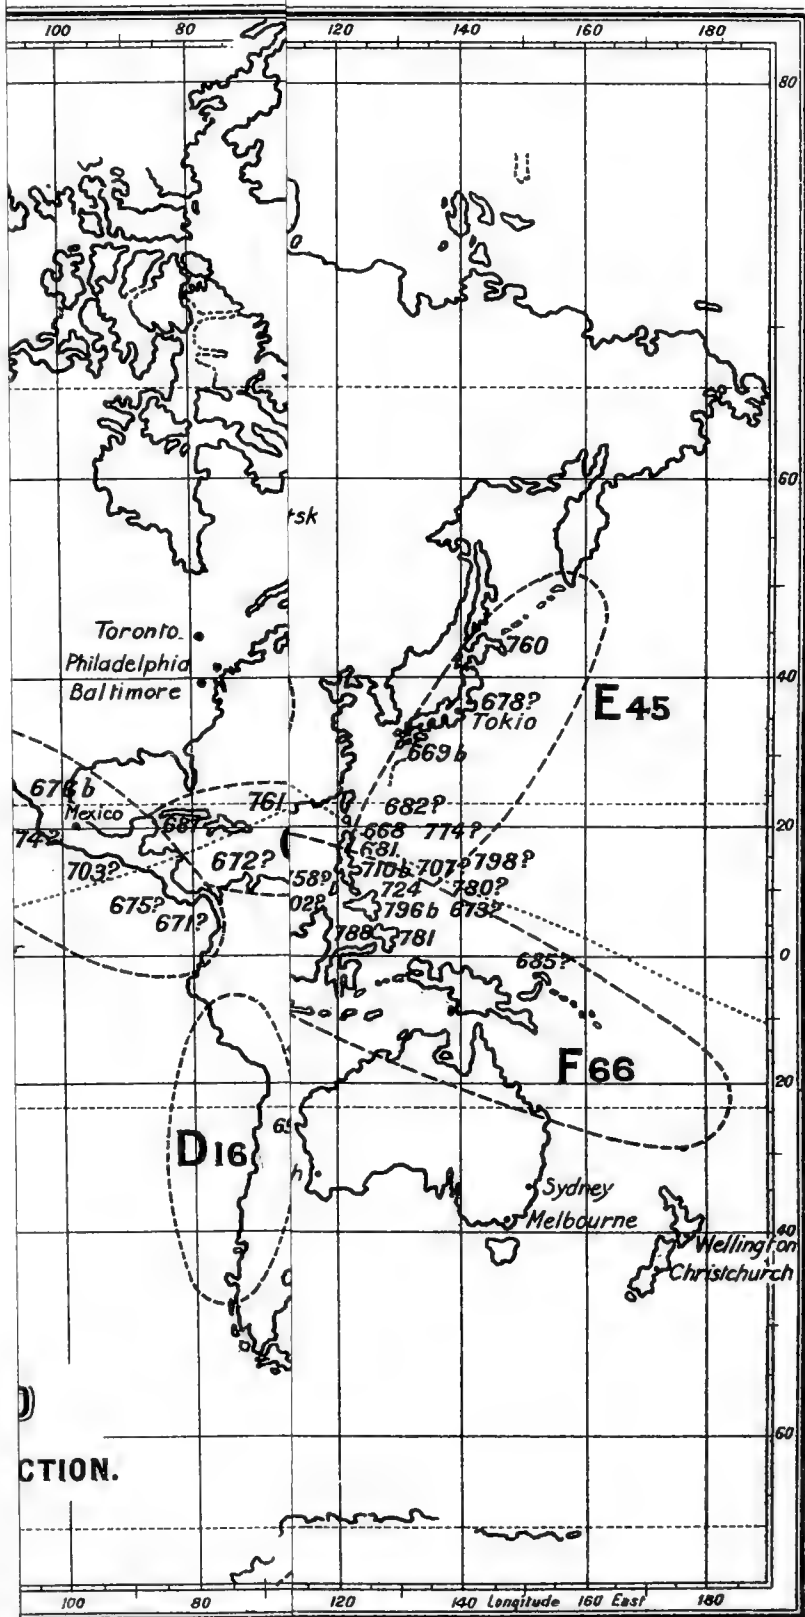 100 80 120 140 160 180
80
60
tsk
Toronto
760
Philadelphia
40
Baltimore
678?
E45
Tokio
669b
761
682?
Mexico
20
668 774?
742
681
672?
710b 707? 798?
703?
58?
724 780?
675?
02?
796b 673?
671?
788 781
0
685?
F66
20
D16
h
Sydney
Melbourne
40
Wellington
Christchurch
60
CTION.
100 80 120 140 Longitude 160 East 180